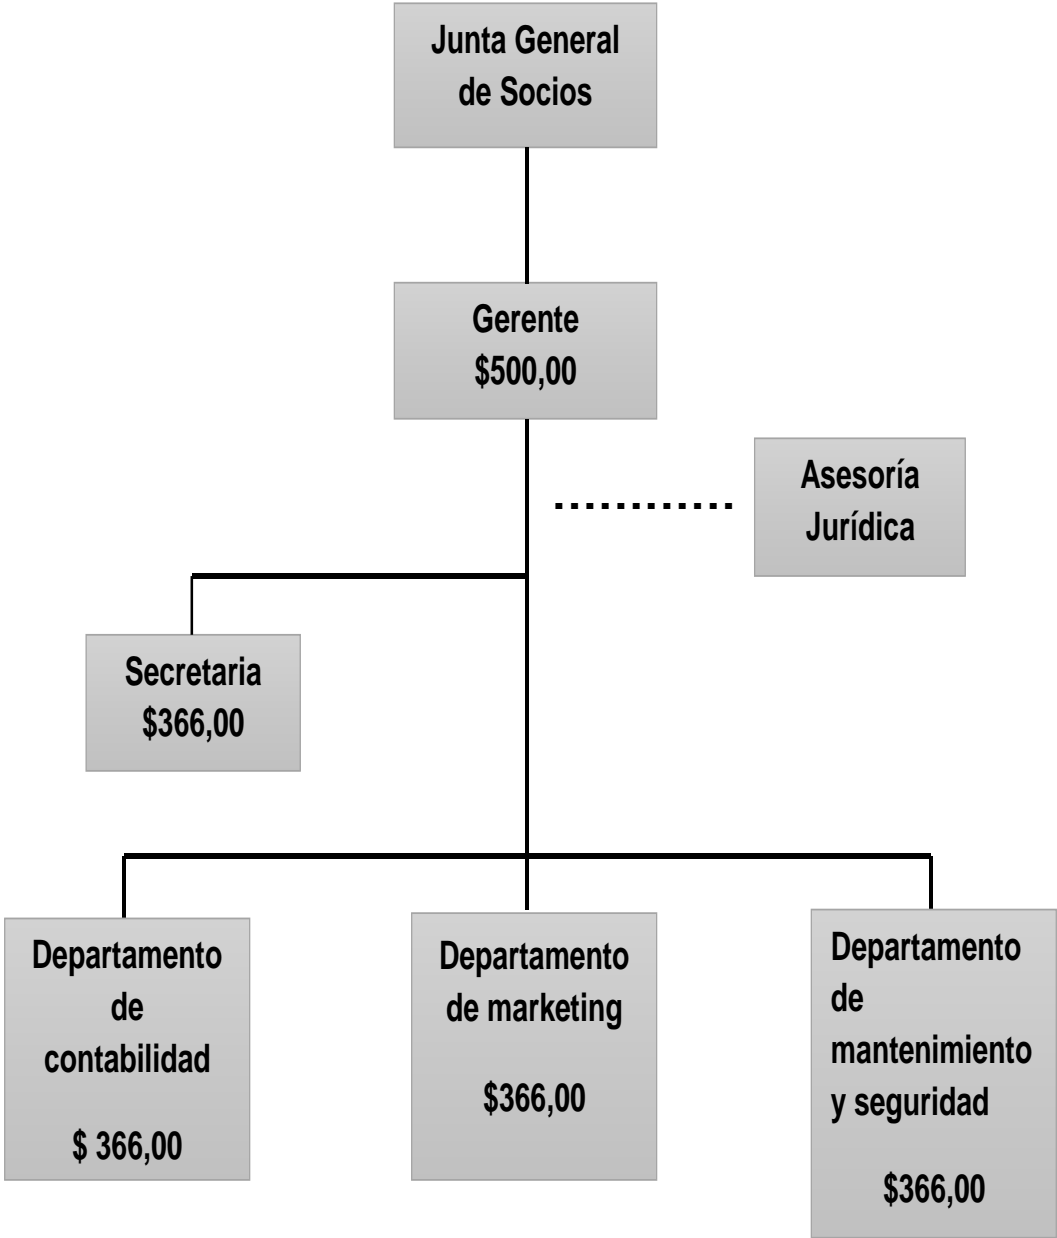 Junta General
de Socios
Gerente
$500,00
Asesoría
Jurídica
Secretaria
$366,00
Departamento
de
contabilidad
$ 366,00
Departamento
de marketing
$366,00
Departamento
de
mantenimiento
y seguridad
$366,00